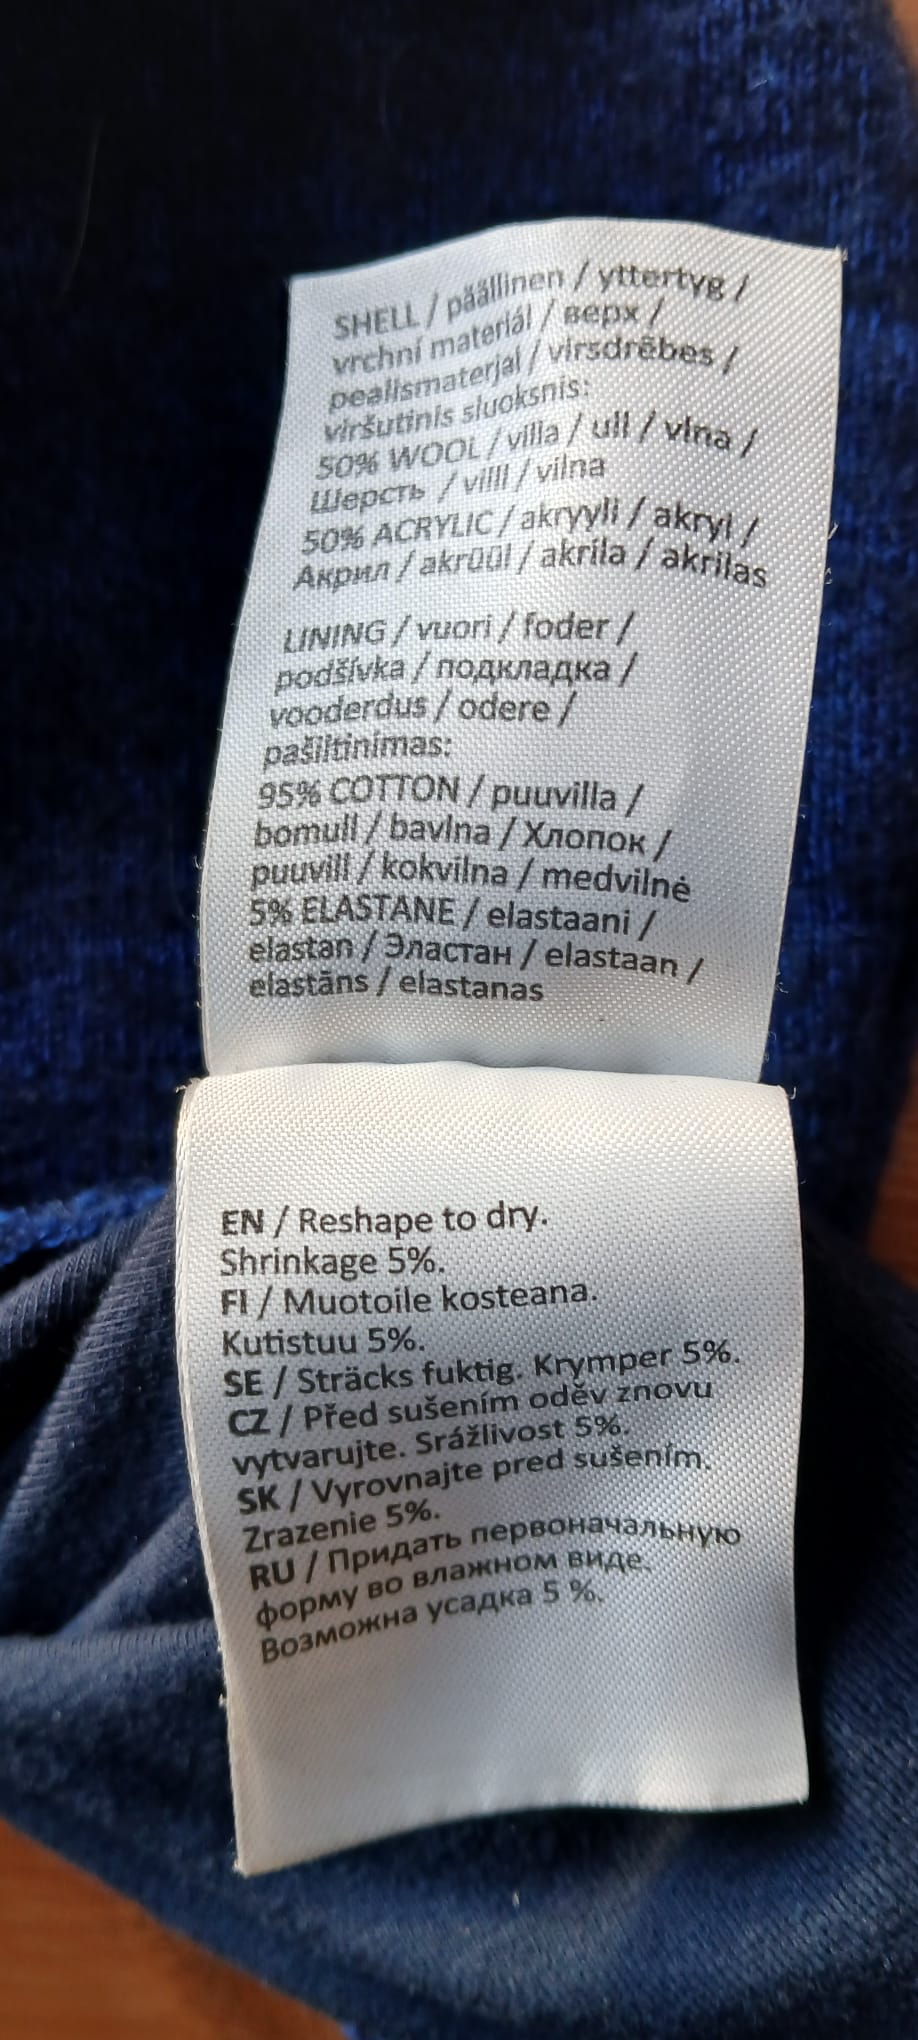 SHELL / päällinen / yttertyg /
vrchní materiál / верх /
pealismaterjal / virsdrēbes /
viršutinis sluoksnis:
50% WOOL / villa / ull / vlna /
Шерсть / vill / vilna
50% ACRYLIC / akryyli / akryl /
Акрил / akrüül / akrila / akrilas
LINING / vuori / foder /
podšívka / подкладка /
vooderdus / odere /
pašiltinimas:
95% COTTON / puuvilla /
bomull / bavlna / Хлопок /
puuvill / kokvilna / medvilnė
5% ELASTANE / elastaani /
elastan / Эластан / elastaan /
elastāns / elastanas
EN / Reshape to dry.
Shrinkage 5%.
FI / Muotoile kosteana.
Kutistuu 5%.
SE / Sträcks fuktig. Krymper 5%.
CZ / Před sušením oděv znovu
vytvarujte. Srážlivost 5%.
SK / Vyrovnajte pred sušením.
Zrazenie 5%.
RU / Придать первоначальную
форму во влажном виде.
Возможна усадка 5 %.